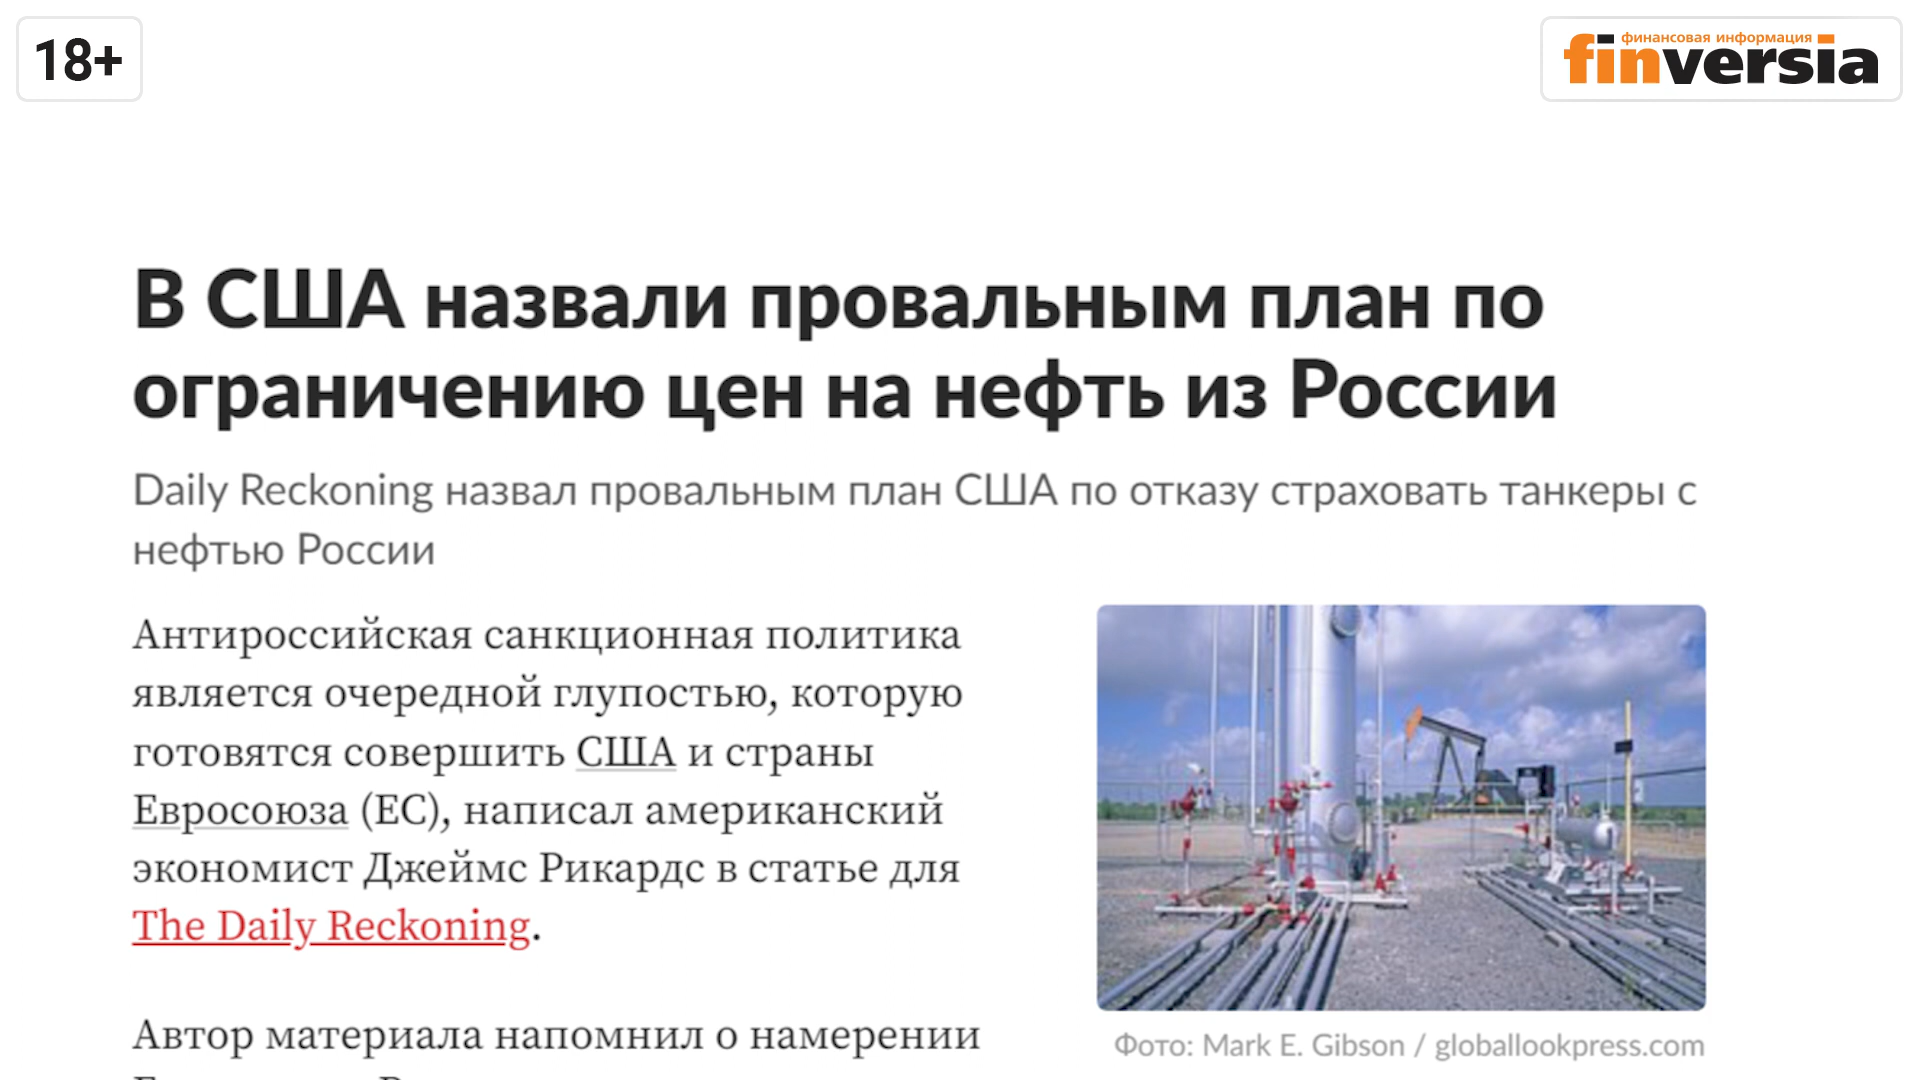 18+
финансовая информация
finversia
В США назвали провальным план по
ограничению цен на нефть из России
Daily Reckoning назвал провальным план США по отказу страховать танкеры с
нефтью России
Антироссийская санкционная политика
является очередной глупостью, которую
готовятся совершить США и страны
Евросоюза (ЕС), написал американский
экономист Джеймс Рикардс в статье для
The Daily Reckoning.
Автор материала напомнил о намерении
Фото: Mark E. Gibson / globallookpress.com